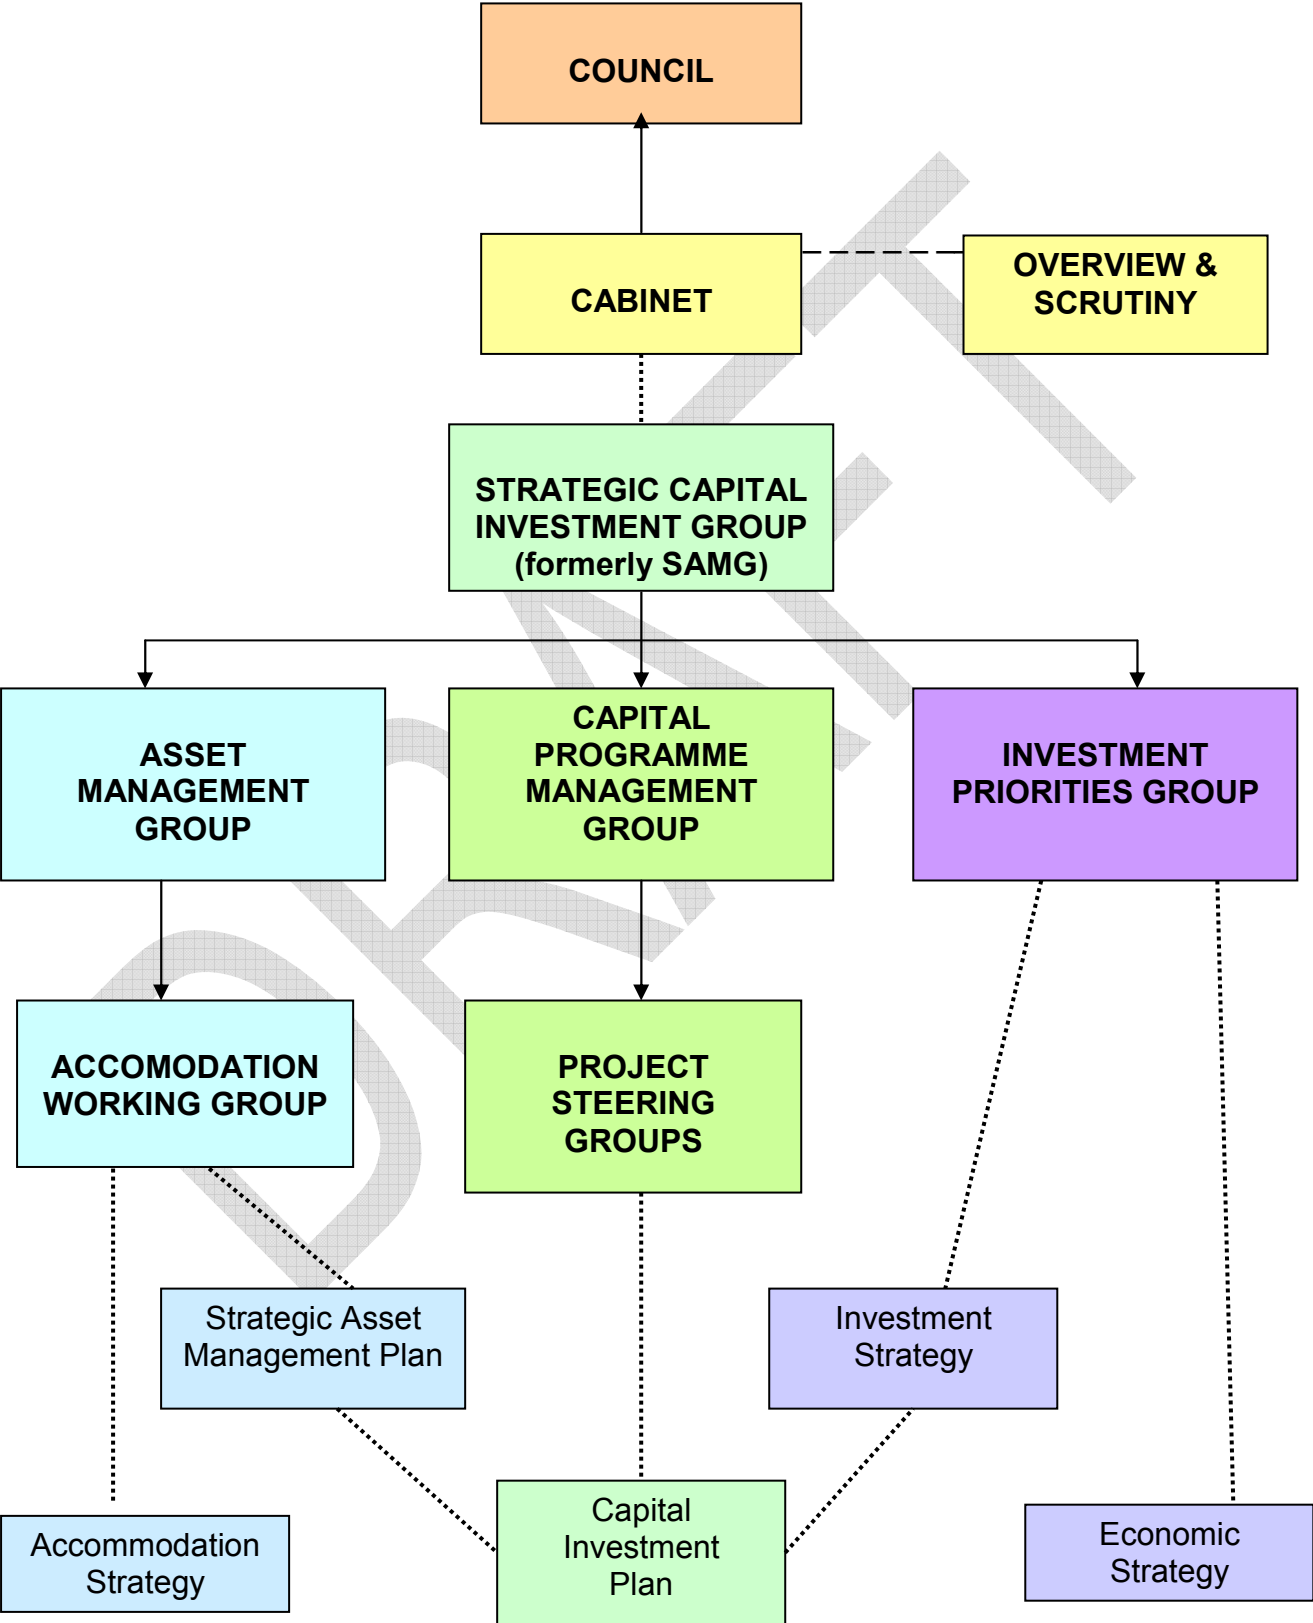 COUNCIL
CABINET
OVERVIEW &
SCRUTINY
STRATEGIC CAPITAL
INVESTMENT GROUP
(formerly SAMG)
ASSET
MANAGEMENT
GROUP
CAPITAL
PROGRAMME
MANAGEMENT
GROUP
INVESTMENT
PRIORITIES GROUP
ACCOMODATION
WORKING GROUP
PROJECT
STEERING
GROUPS
Strategic Asset
Management Plan
Investment
Strategy
Accommodation
Strategy
Capital
Investment
Plan
Economic
Strategy
DRAFT